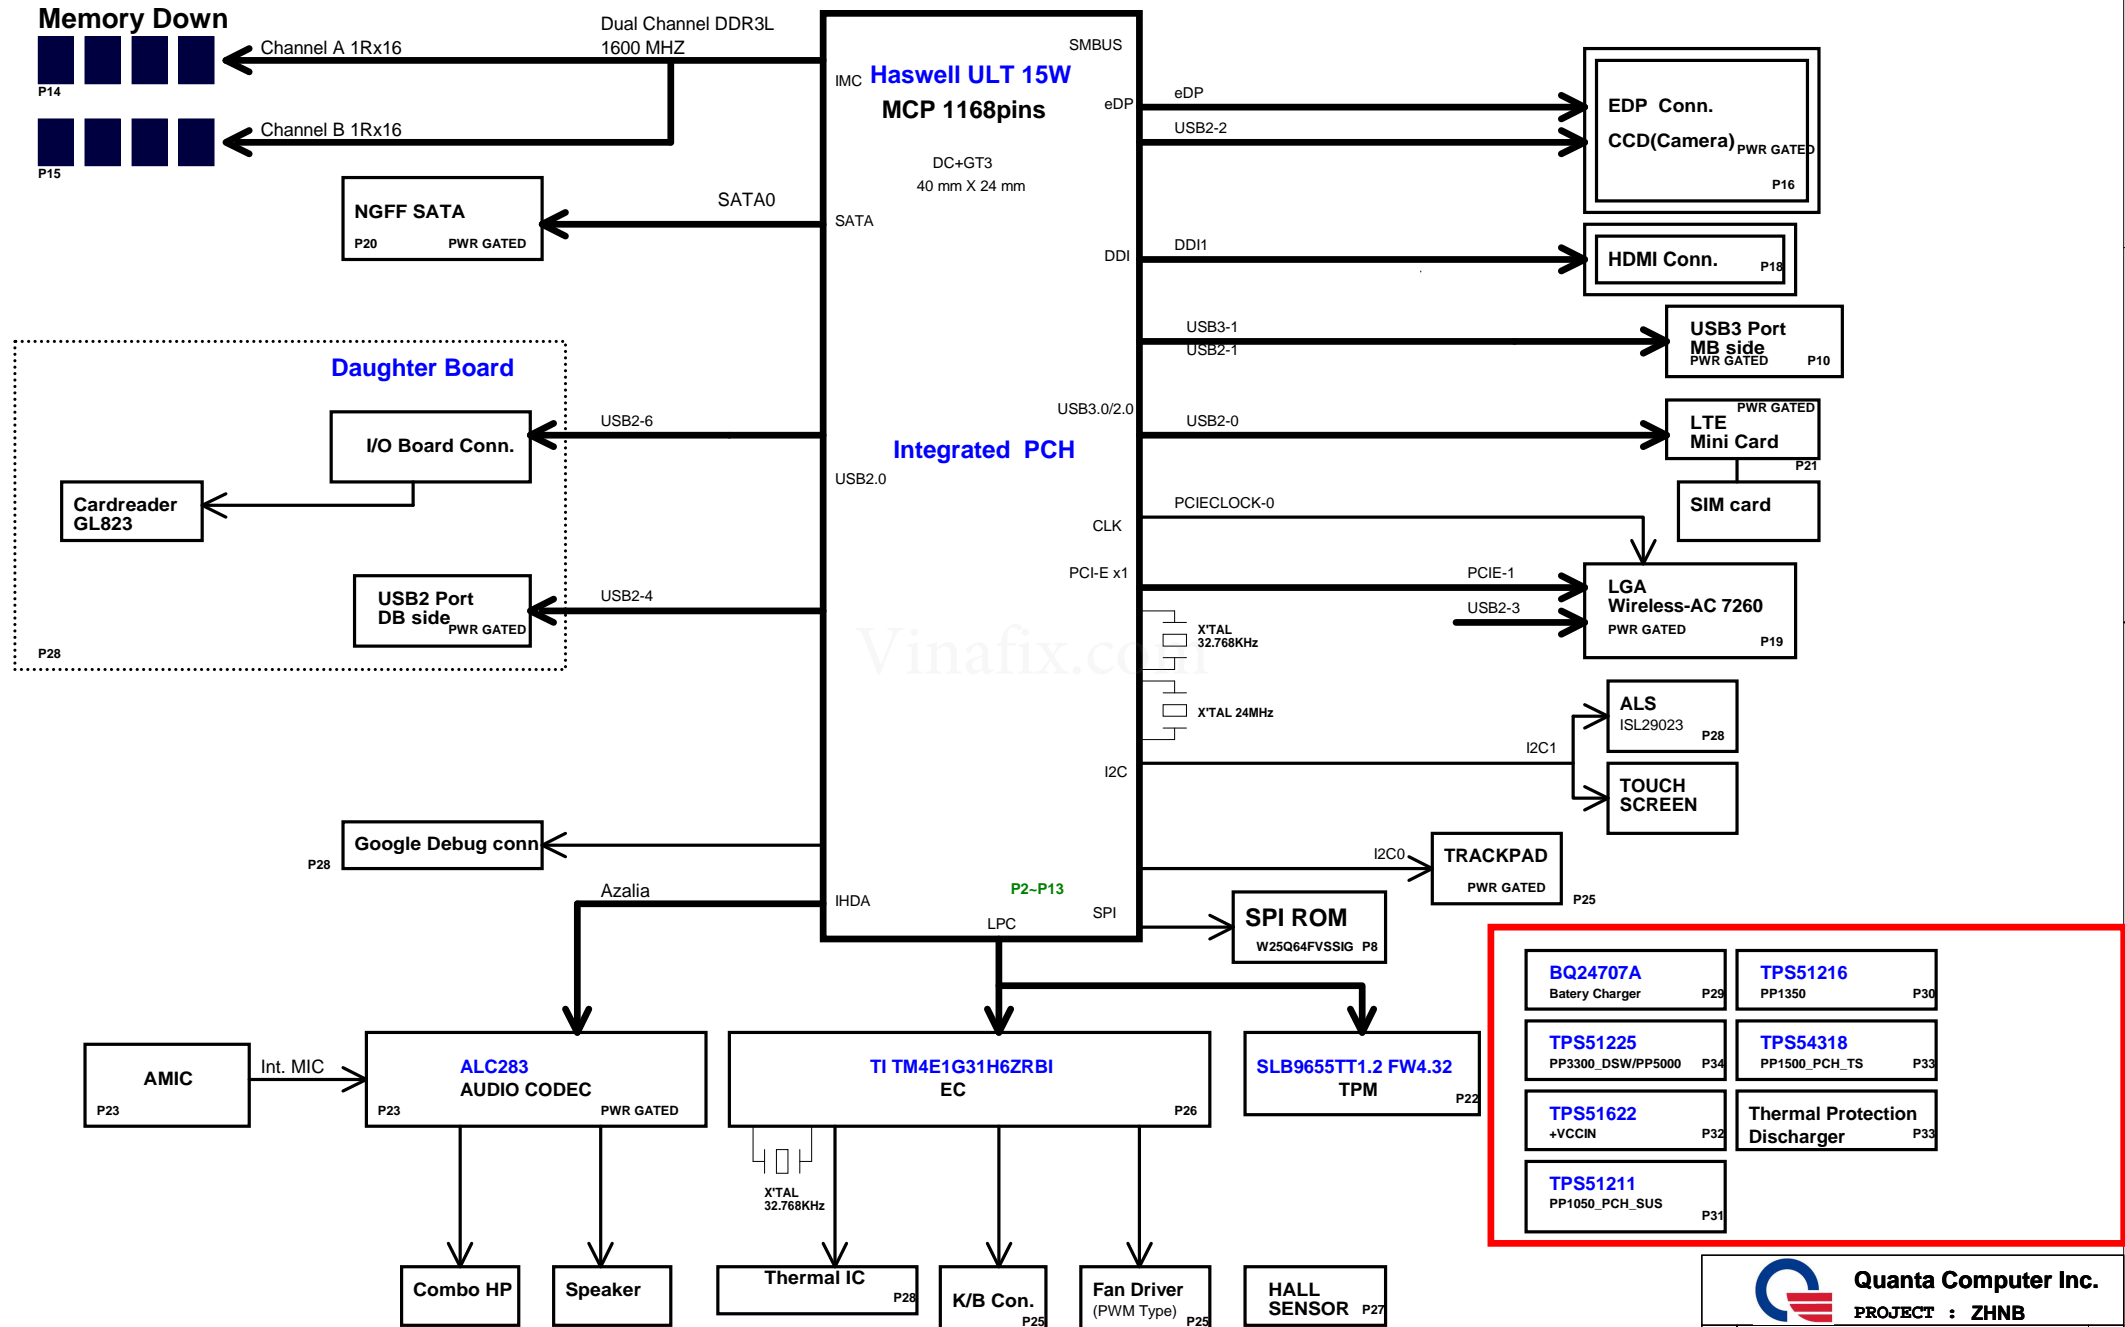 Memory Down
Channel A 1Rx16
P14
Channel B 1Rx16
P15
Dual Channel DDR3L
1600 MHZ
IMC
Haswell ULT 15W
MCP 1168pins
DC+GT3
40 mm X 24 mm
SMBUS
eDP
eDP
USB2-2
EDP Conn.
CCD(Camera)
PWR GATED
P16
NGFF SATA
P20
PWR GATED
SATA0
SATA
DDI
DDI1
HDMI Conn.
P18
USB3-1
USB2-1
USB3 Port
MB side
PWR GATED
P10
Daughter Board
I/O Board Conn.
USB2-6
Cardreader
GL823
USB2 Port
DB side
PWR GATED
USB2-4
P28
USB2.0
Integrated PCH
USB3.0/2.0
USB2-0
PWR GATED
LTE
Mini Card
P21
SIM card
CLK
PCIECLOCK-0
PCI-E x1
PCIE-1
USB2-3
LGA
Wireless-AC 7260
PWR GATED
P19
Vinafix.com
X'TAL
32.768KHz
X'TAL 24MHz
I2C
I2C1
ALS
ISL29023
P28
TOUCH
SCREEN
Google Debug conn
P28
I2C0
TRACKPAD
PWR GATED
P25
Azalia
IHDA
P2~P13
LPC
SPI
SPI ROM
W25Q64FVSSIG P8
AMIC
P23
Int. MIC
ALC283
AUDIO CODEC
P23
PWR GATED
TI TM4E1G31H6ZRBI
EC
P26
SLB9655TT1.2 FW4.32
TPM
P22
X'TAL
32.768KHz
Combo HP
Speaker
Thermal IC
P28
K/B Con.
P25
Fan Driver
(PWM Type)
P25
HALL
SENSOR
P27
BQ24707A
Batery Charger
P29
TPS51216
PP1350
P30
TPS51225
PP3300_DSW/PP5000
P34
TPS54318
PP1500_PCH_TS
P33
TPS51622
+VCCIN
P32
Thermal Protection
Discharger
P33
TPS51211
PP1050_PCH_SUS
P31
Quanta Computer Inc.
PROJECT : ZHNB